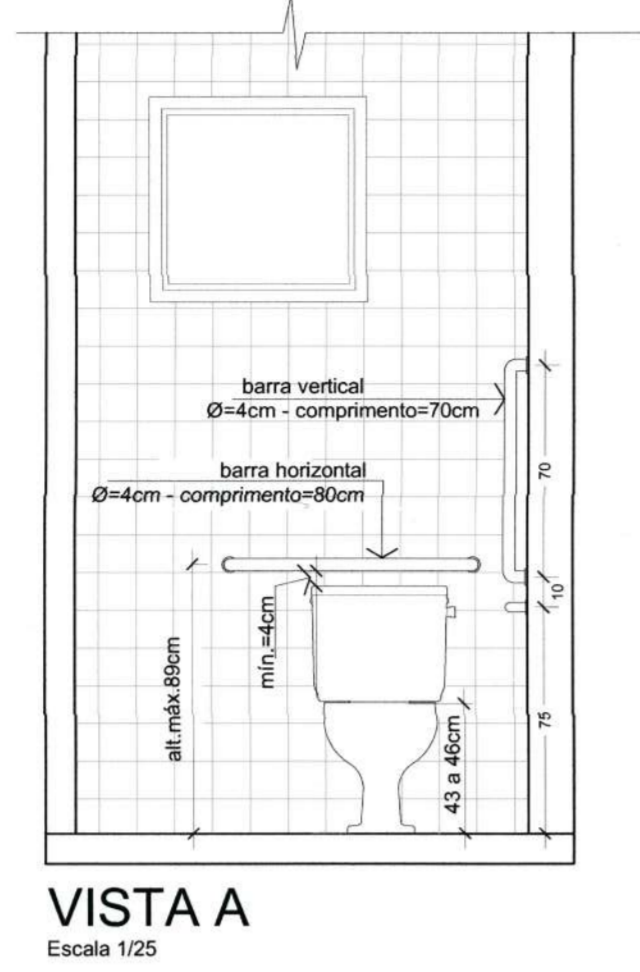 barra vertical
Ø=4cm - comprimento=70cm
barra horizontal
Ø=4cm - comprimento=80cm
70
10
mín.=4cm
alt.máx.89cm
43 a 46cm
75
VISTA A
Escala 1/25